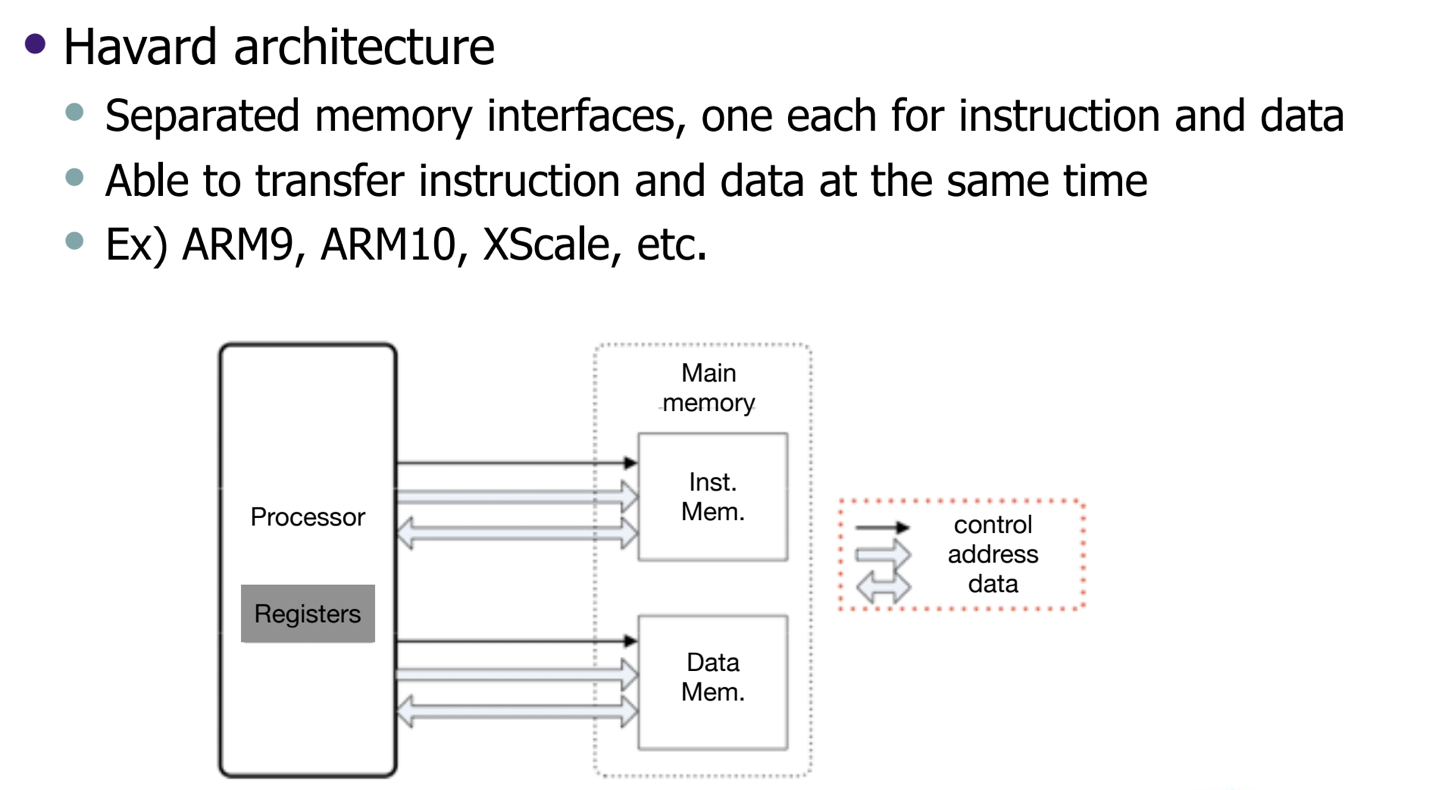 Havard architecture
Separated memory interfaces, one each for instruction and data
Able to transfer instruction and data at the same time
Ex) ARM9, ARM10, XScale, etc.
Processor
Registers
Main
memory
Inst.
Mem.
Data
Mem.
control
address
data